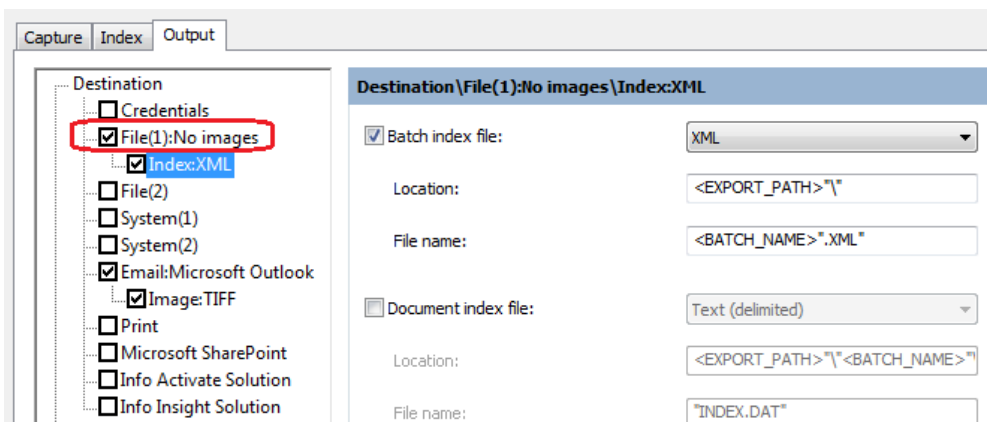 Capture Index Output
Destination
Credentials
File(1):No images
Index:XML
File(2)
System(1)
System(2)
Email:Microsoft Outlook
Image:TIFF
Print
Microsoft SharePoint
Info Activate Solution
Info Insight Solution
Destination\File(1):No images\Index:XML
Batch index file: XML
Location: <EXPORT_PATH>"\"
File name: <BATCH_NAME>".XML"
Document index file: Text (delimited)
Location: <EXPORT_PATH>"\"<BATCH_NAME>"\
File name: "INDEX.DAT"